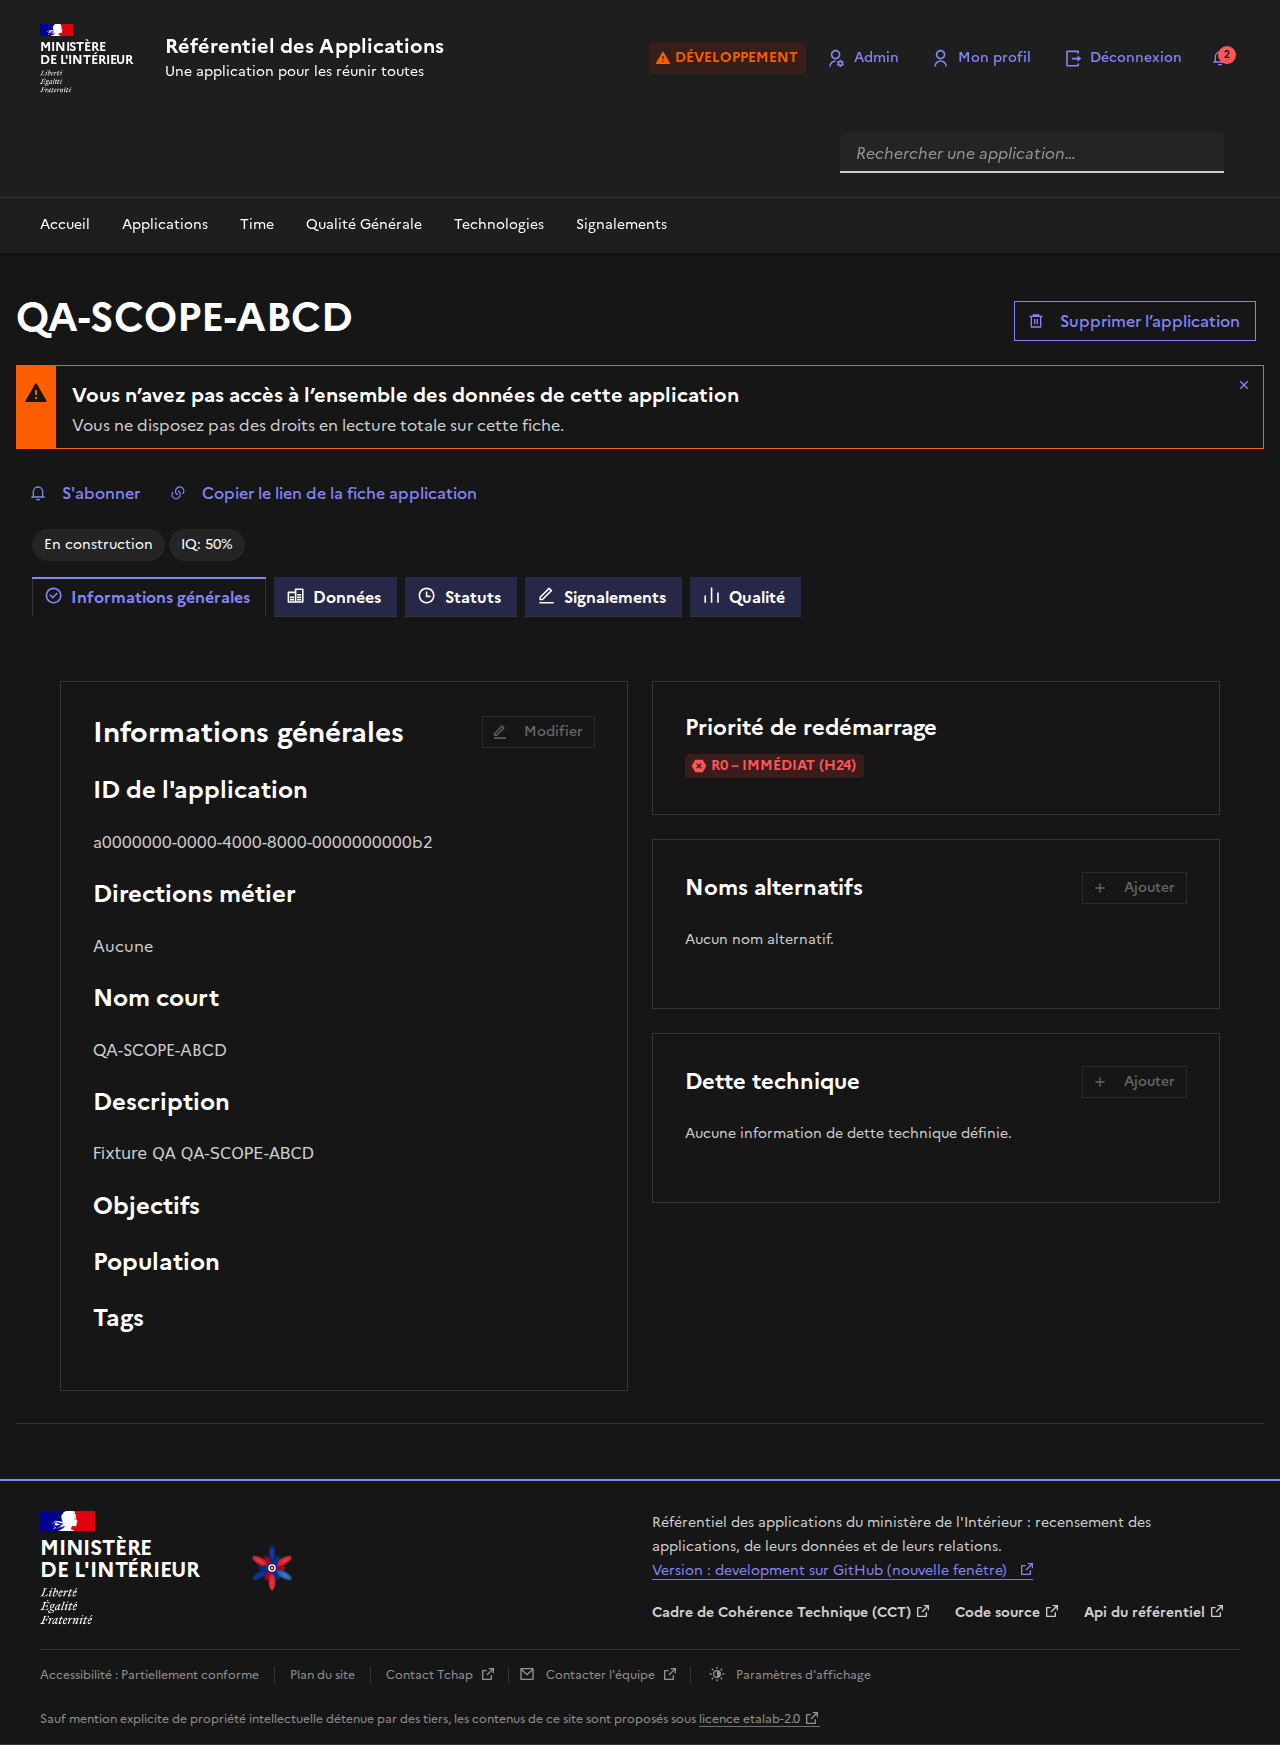 MINISTÈRE
DE L'INTÉRIEUR
Liberté
Égalité
Fraternité
Référentiel des Applications
Une application pour les réunir toutes
DÉVELOPPEMENT
Admin
Mon profil
Déconnexion
2
Rechercher une application…
Accueil
Applications
Time
Qualité Générale
Technologies
Signalements
QA-SCOPE-ABCD
Supprimer l’application
Vous n’avez pas accès à l’ensemble des données de cette application
Vous ne disposez pas des droits en lecture totale sur cette fiche.
S'abonner
Copier le lien de la fiche application
En construction
IQ: 50%
Informations générales
Données
Statuts
Signalements
Qualité
Informations générales
Modifier
ID de l'application
a0000000-0000-4000-8000-0000000000b2
Directions métier
Aucune
Nom court
QA-SCOPE-ABCD
Description
Fixture QA QA-SCOPE-ABCD
Objectifs
Population
Tags
Priorité de redémarrage
R0 – IMMÉDIAT (H24)
Noms alternatifs
Ajouter
Aucun nom alternatif.
Dette technique
Ajouter
Aucune information de dette technique définie.
MINISTÈRE
DE L'INTÉRIEUR
Liberté
Égalité
Fraternité
Référentiel des applications du ministère de l'Intérieur : recensement des
applications, de leurs données et de leurs relations.
Version : development sur GitHub (nouvelle fenêtre)
Cadre de Cohérence Technique (CCT)
Code source
Api du référentiel
Accessibilité : Partiellement conforme
Plan du site
Contact Tchap
Contacter l'équipe
Paramètres d'affichage
Sauf mention explicite de propriété intellectuelle détenue par des tiers, les contenus de ce site sont proposés sous licence etalab-2.0